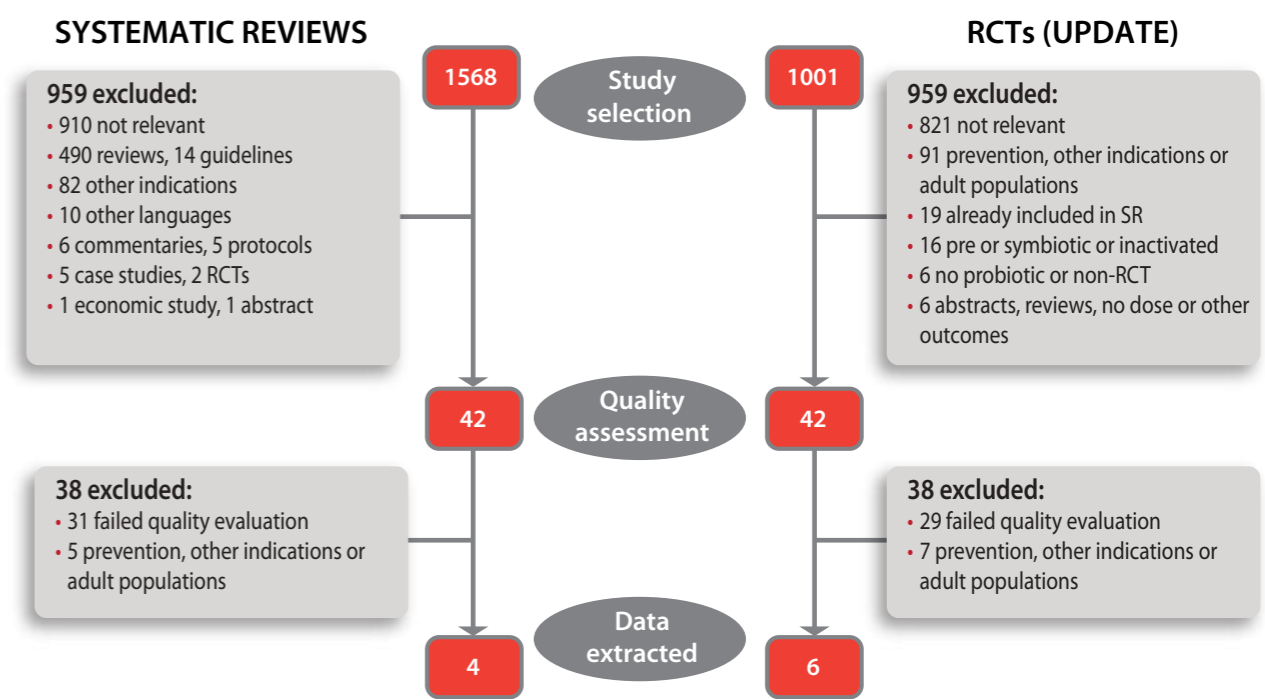 SYSTEMATIC REVIEWS
1568
959 excluded:
• 910 not relevant
• 490 reviews, 14 guidelines
• 82 other indications
• 10 other languages
• 6 commentaries, 5 protocols
• 5 case studies, 2 RCTs
• 1 economic study, 1 abstract
Study
selection
RCTs (UPDATE)
1001
959 excluded:
• 821 not relevant
• 91 prevention, other indications or
adult populations
• 19 already included in SR
• 16 pre or symbiotic or inactivated
• 6 no probiotic or non-RCT
• 6 abstracts, reviews, no dose or other
outcomes
42
Quality
assessment
42
38 excluded:
• 31 failed quality evaluation
• 5 prevention, other indications or
adult populations
38 excluded:
• 29 failed quality evaluation
• 7 prevention, other indications or
adult populations
4
Data
extracted
6